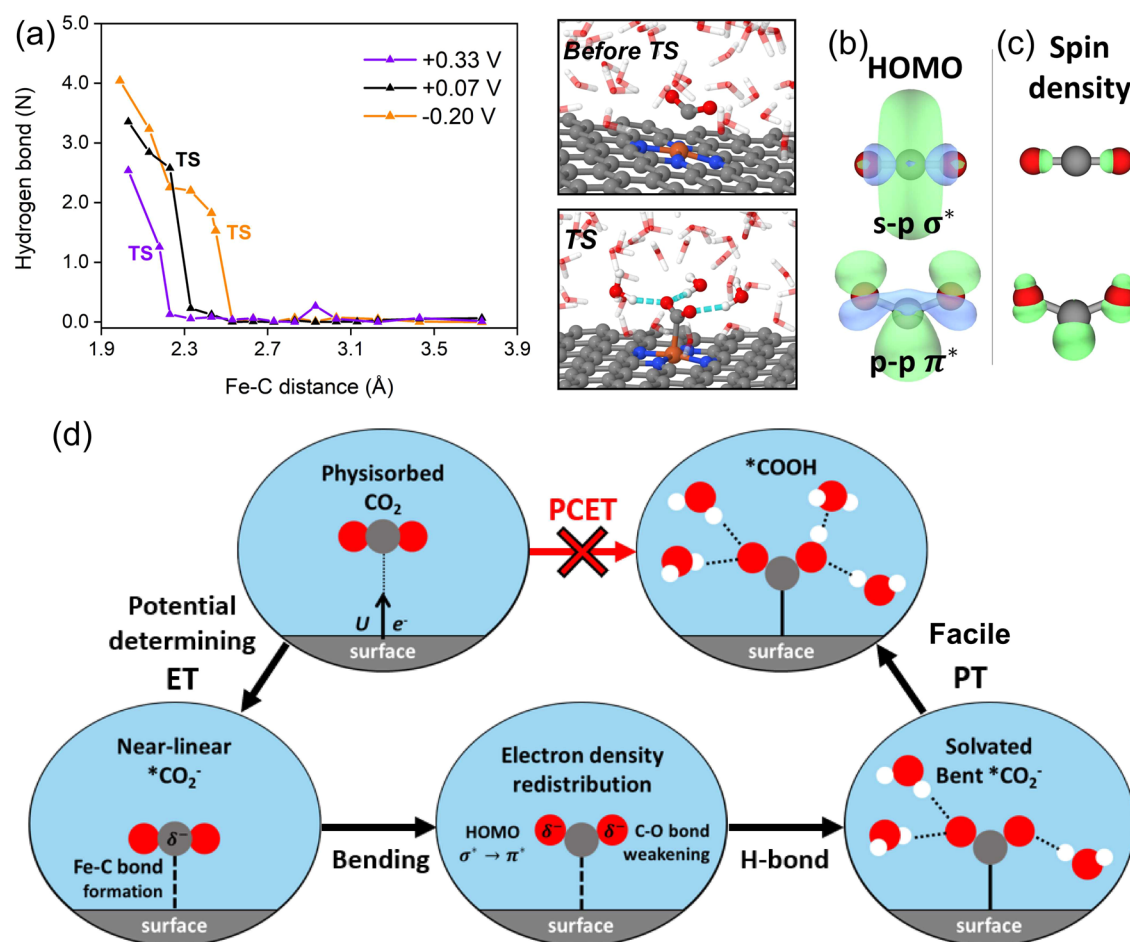 (a)
5.0
4.0
3.0
2.0
1.0
0.0
Hydrogen bond (N)
+0.33 V
+0.07 V
-0.20 V
TS
TS
TS
1.9
2.3
2.7
3.1
3.5
3.9
Fe-C distance (Å)
Before TS
TS
(b)
HOMO
s-p σ*
p-p π*
(c)
Spin
density
(d)
Physisorbed
CO₂
U e⁻
surface
PCET
*COOH
surface
Potential
determining
ET
Near-linear
*CO₂⁻
δ⁻
Fe-C bond
formation
surface
Bending
Electron density
redistribution
HOMO
σ* → π*
δ⁻ δ⁻
C-O bond
weakening
surface
H-bond
Solvated
Bent *CO₂⁻
surface
Facile
PT